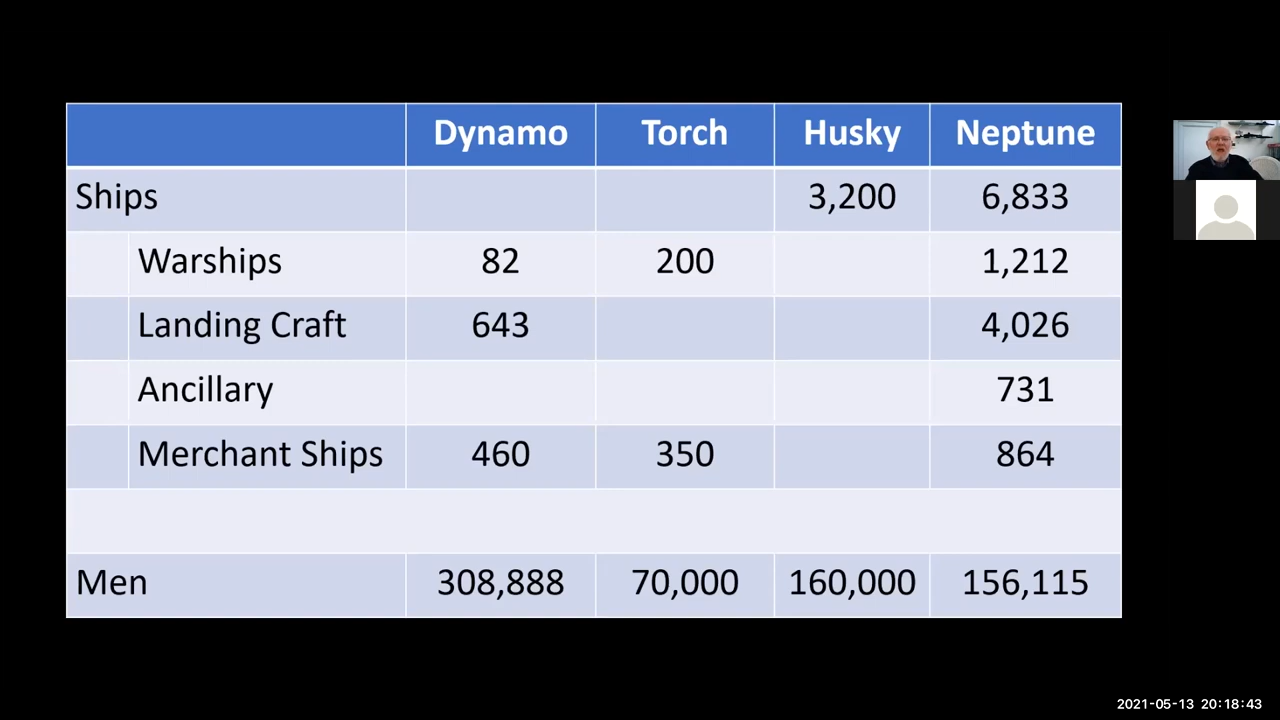 Dynamo Torch Husky Neptune
Ships 3,200 6,833
Warships 82 200 1,212
Landing Craft 643 4,026
Ancillary 731
Merchant Ships 460 350 864
Men 308,888 70,000 160,000 156,115
2021-05-13 20:18:43